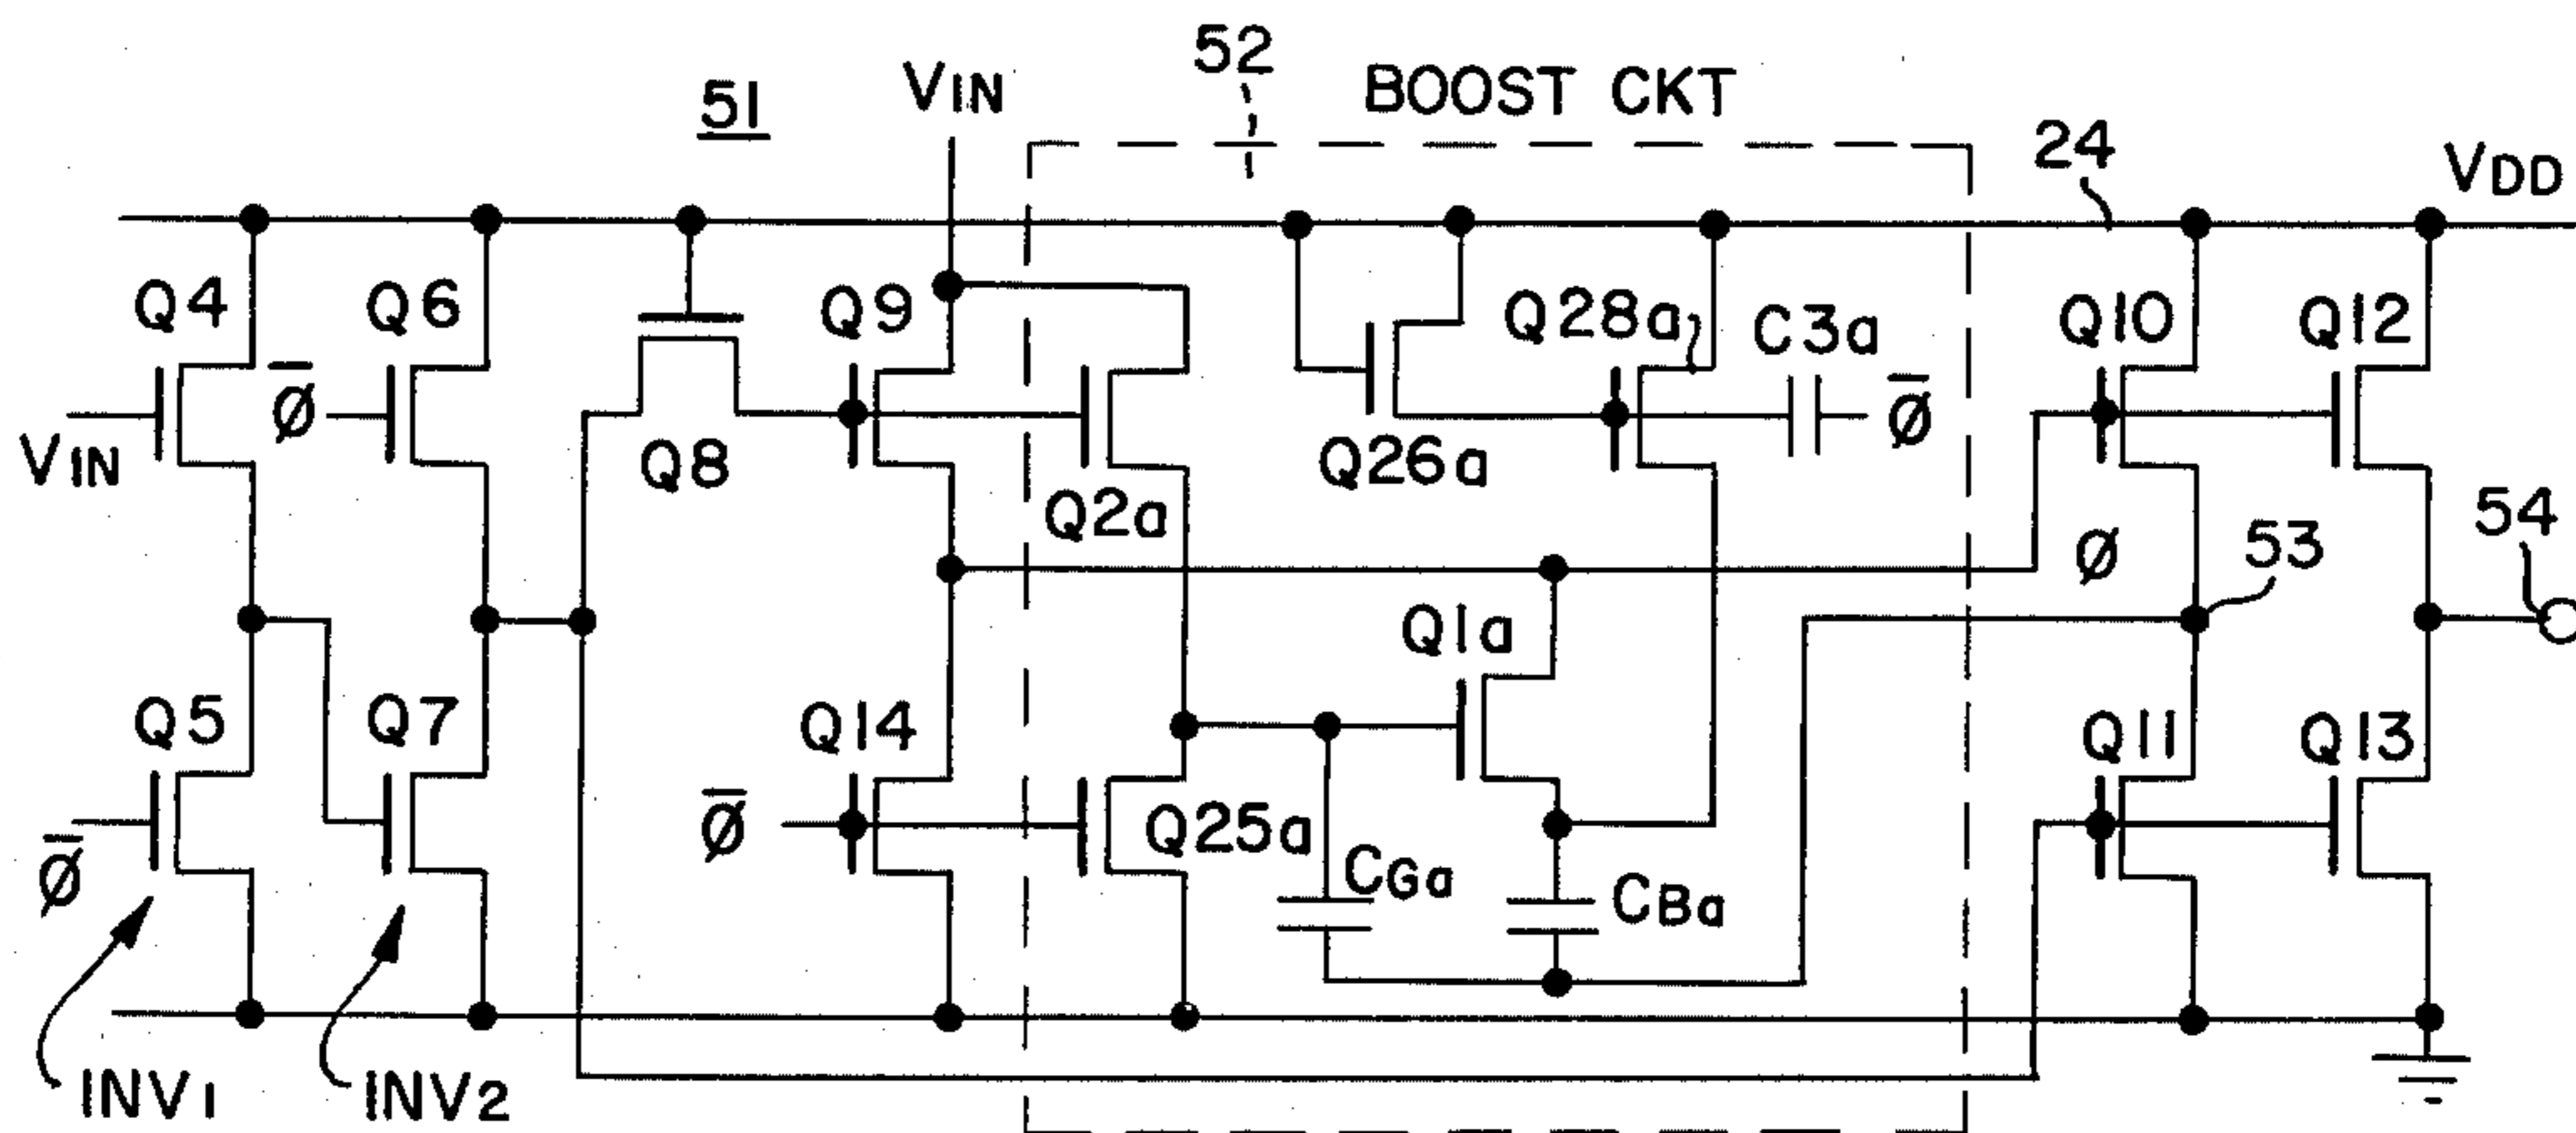 52
BOOST CKT
51
VIN
24
VDD
Q4
Q6
Q9
Q28a
C3a
Q10
Q12
VIN
Ø̅
Q8
Q2a
Q26a
Ø̅
Ø
53
54
Q5
Q7
Q14
Q1a
Q11
Q13
Ø̅
Ø̅
Q25a
CGa
CBa
INV1
INV2